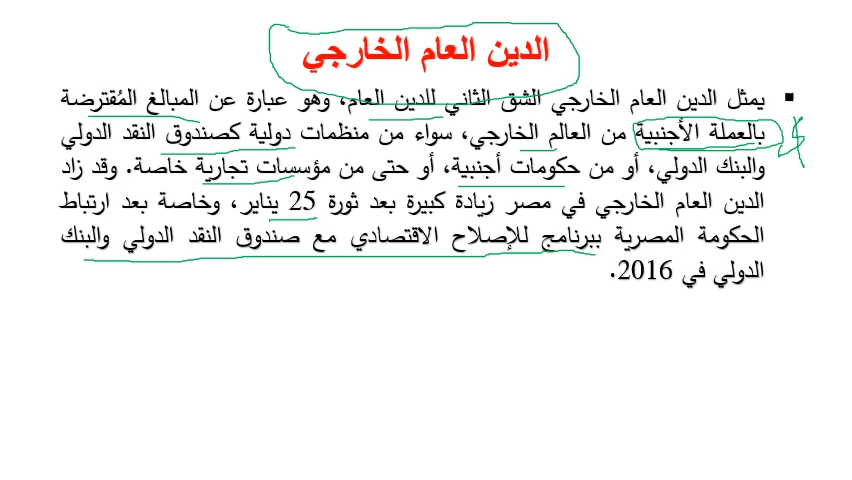 الدين العام الخارجي
▪ يمثل الدين العام الخارجي الشق الثاني للدين العام، وهو عبارة عن المبالغ المُقترضة
بالعملة الأجنبية من العالم الخارجي، سواء من منظمات دولية كصندوق النقد الدولي $
والبنك الدولي، أو من حكومات أجنبية، أو حتى من مؤسسات تجارية خاصة. وقد زاد
الدين العام الخارجي في مصر زيادة كبيرة بعد ثورة 25 يناير، وخاصة بعد ارتباط
الحكومة المصرية ببرنامج للإصلاح الاقتصادي مع صندوق النقد الدولي والبنك
الدولي في 2016.